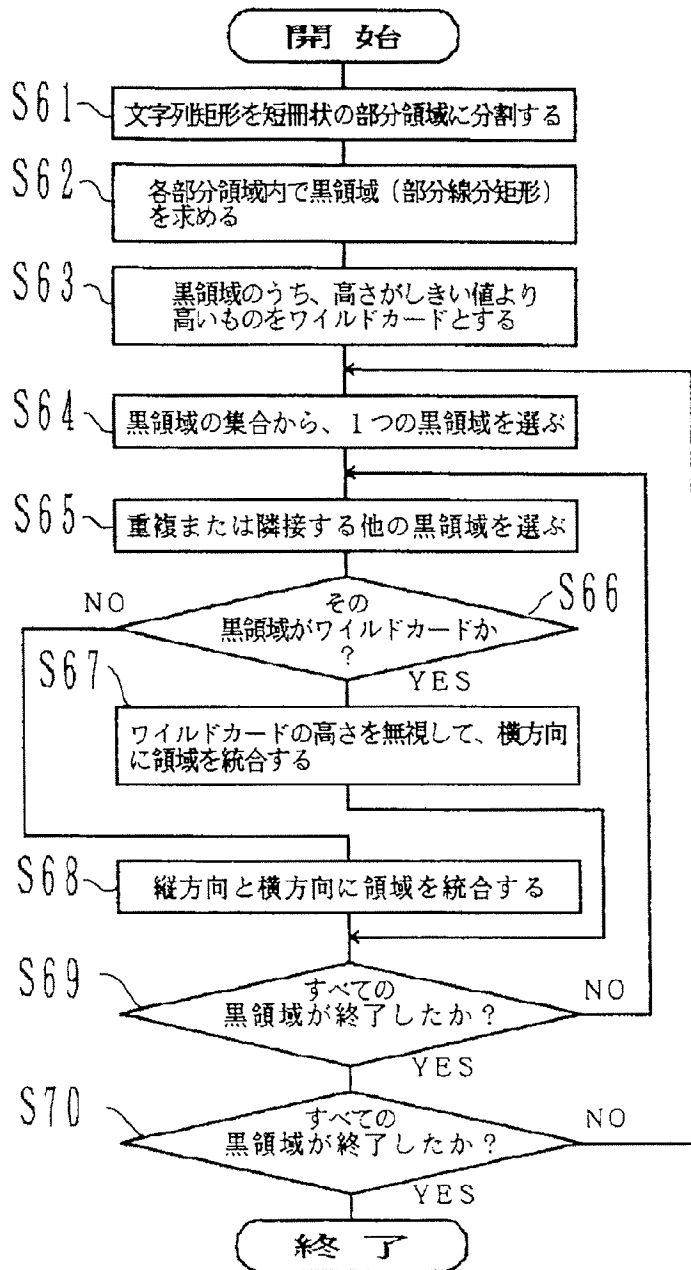 開始
S61
文字列矩形を短冊状の部分領域に分割する
S62
各部分領域内で黒領域（部分線分矩形）
を求める
S63
黒領域のうち、高さがしきい値より
高いものをワイルドカードとする
S64
黒領域の集合から、1つの黒領域を選ぶ
S65
重複または隣接する他の黒領域を選ぶ
S66
その
黒領域がワイルドカードか
?
NO
YES
S67
ワイルドカードの高さを無視して、横方向
に領域を統合する
S68
縦方向と横方向に領域を統合する
S69
すべての
黒領域が終了したか?
NO
YES
S70
すべての
黒領域が終了したか?
NO
YES
終了